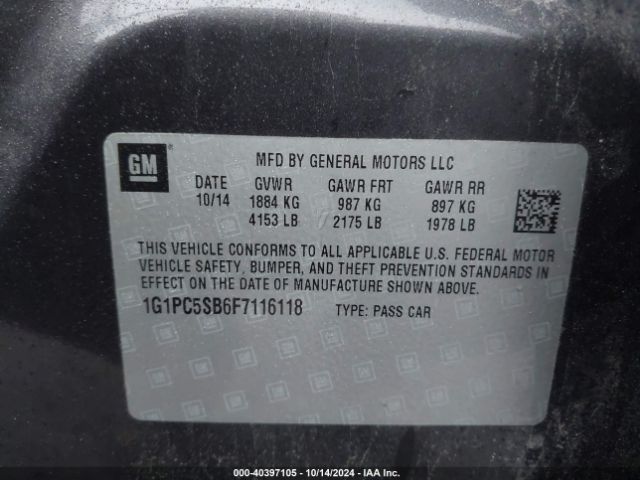 GM
MFD BY GENERAL MOTORS LLC
DATE GVWR GAWR FRT GAWR RR
10/14 1884 KG 987 KG 897 KG
4153 LB 2175 LB 1978 LB
THIS VEHICLE CONFORMS TO ALL APPLICABLE U.S. FEDERAL MOTOR
VEHICLE SAFETY, BUMPER, AND THEFT PREVENTION STANDARDS IN
EFFECT ON THE DATE OF MANUFACTURE SHOWN ABOVE.
1G1PC5SB6F7116118 TYPE: PASS CAR
000-40397105 | 10/14/2024 | IAA Inc.